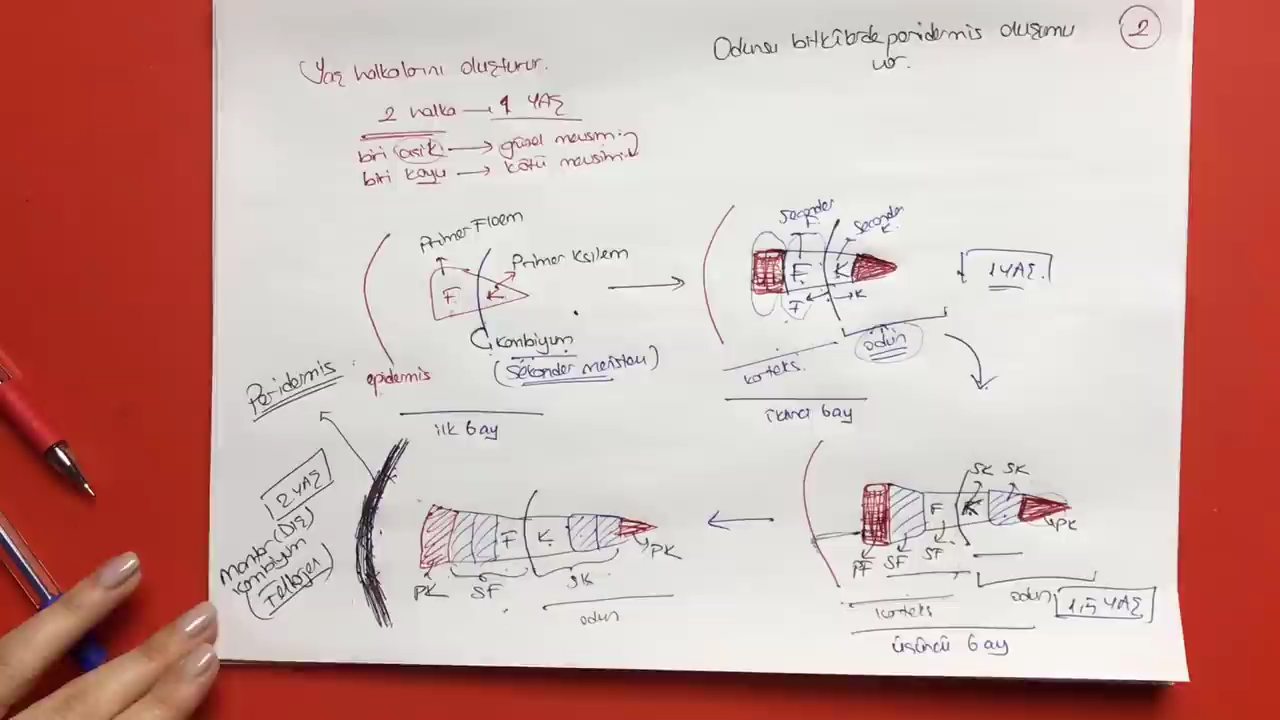 2
Odunsu bitkilerde peridermis oluşumu
var.
Yaş halkalarını oluşturur.
2 halka → 1 YAŞ
biri açık → güzel mevsim
biri koyu → kötü mevsimi
Primer Floem
Primer Ksilem
F
K
Kambiyum
(Sekonder meristem)
epidermis
ilk 6 ay
Seconder
F.
Seconder
K.
F
K
F
K
1 YAŞ.
odun
korteks
ikinci 6 ay
SK SK
F
K
PK
PF SF SF
korteks
odun
1,5 YAŞ
üçüncü 6 ay
Peridermis
2 YAŞ
mantar (Dış)
kambiyum
(Fellojen)
F
K
PK
PK
SF
SK
odun